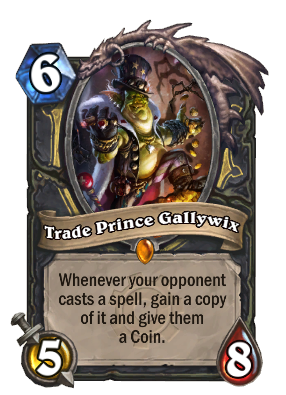 6
Trade Prince Gallywix
Whenever your opponent
casts a spell, gain a copy
of it and give them
a Coin.
5
8